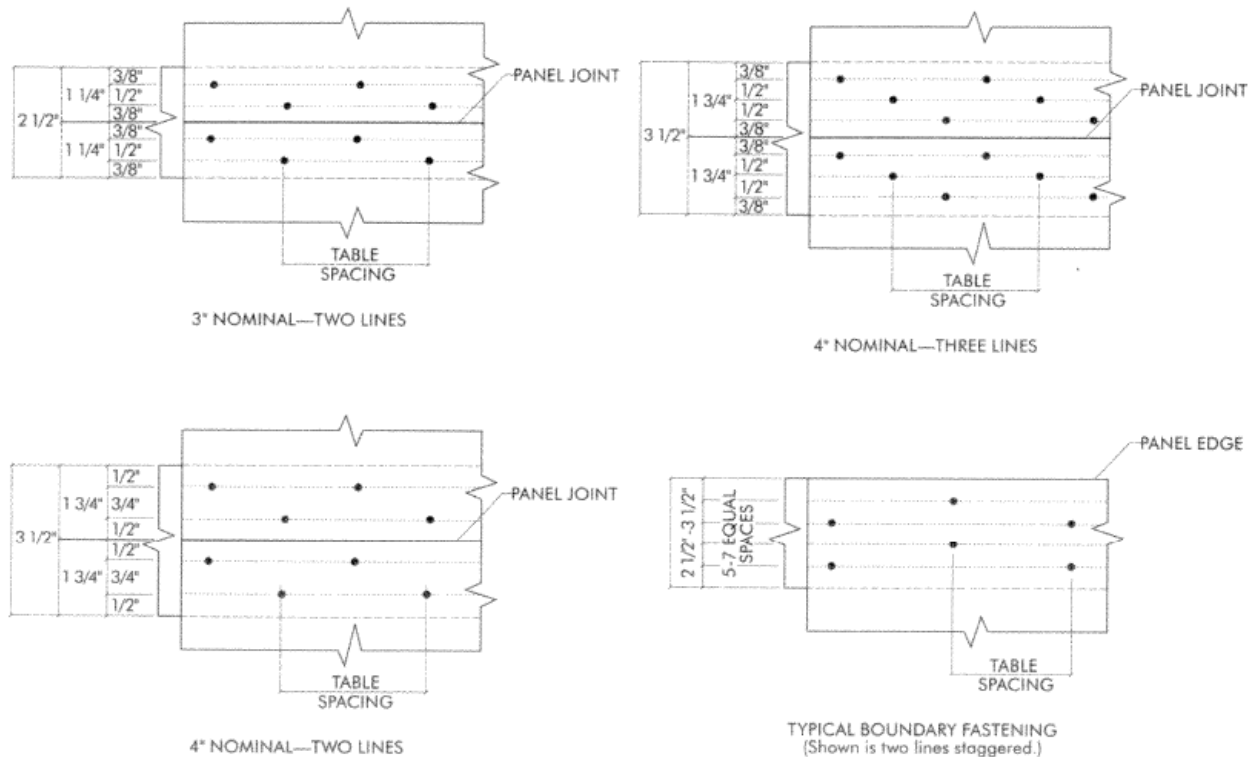 3/8"
1/2"
3/8"
3/8"
1/2"
3/8"
1 1/4"
1 1/4"
2 1/2"
PANEL JOINT
TABLE
SPACING
3" NOMINAL—TWO LINES
3/8"
1/2"
1/2"
3/8"
3/8"
1/2"
1/2"
3/8"
1 3/4"
1 3/4"
3 1/2"
PANEL JOINT
TABLE
SPACING
4" NOMINAL—THREE LINES
1/2"
3/4"
1/2"
1/2"
3/4"
1/2"
1 3/4"
1 3/4"
3 1/2"
PANEL JOINT
TABLE
SPACING
4" NOMINAL—TWO LINES
PANEL EDGE
2 1/2" -3 1/2"
5-7 EQUAL
SPACES
TABLE
SPACING
TYPICAL BOUNDARY FASTENING
(Shown is two lines staggered.)